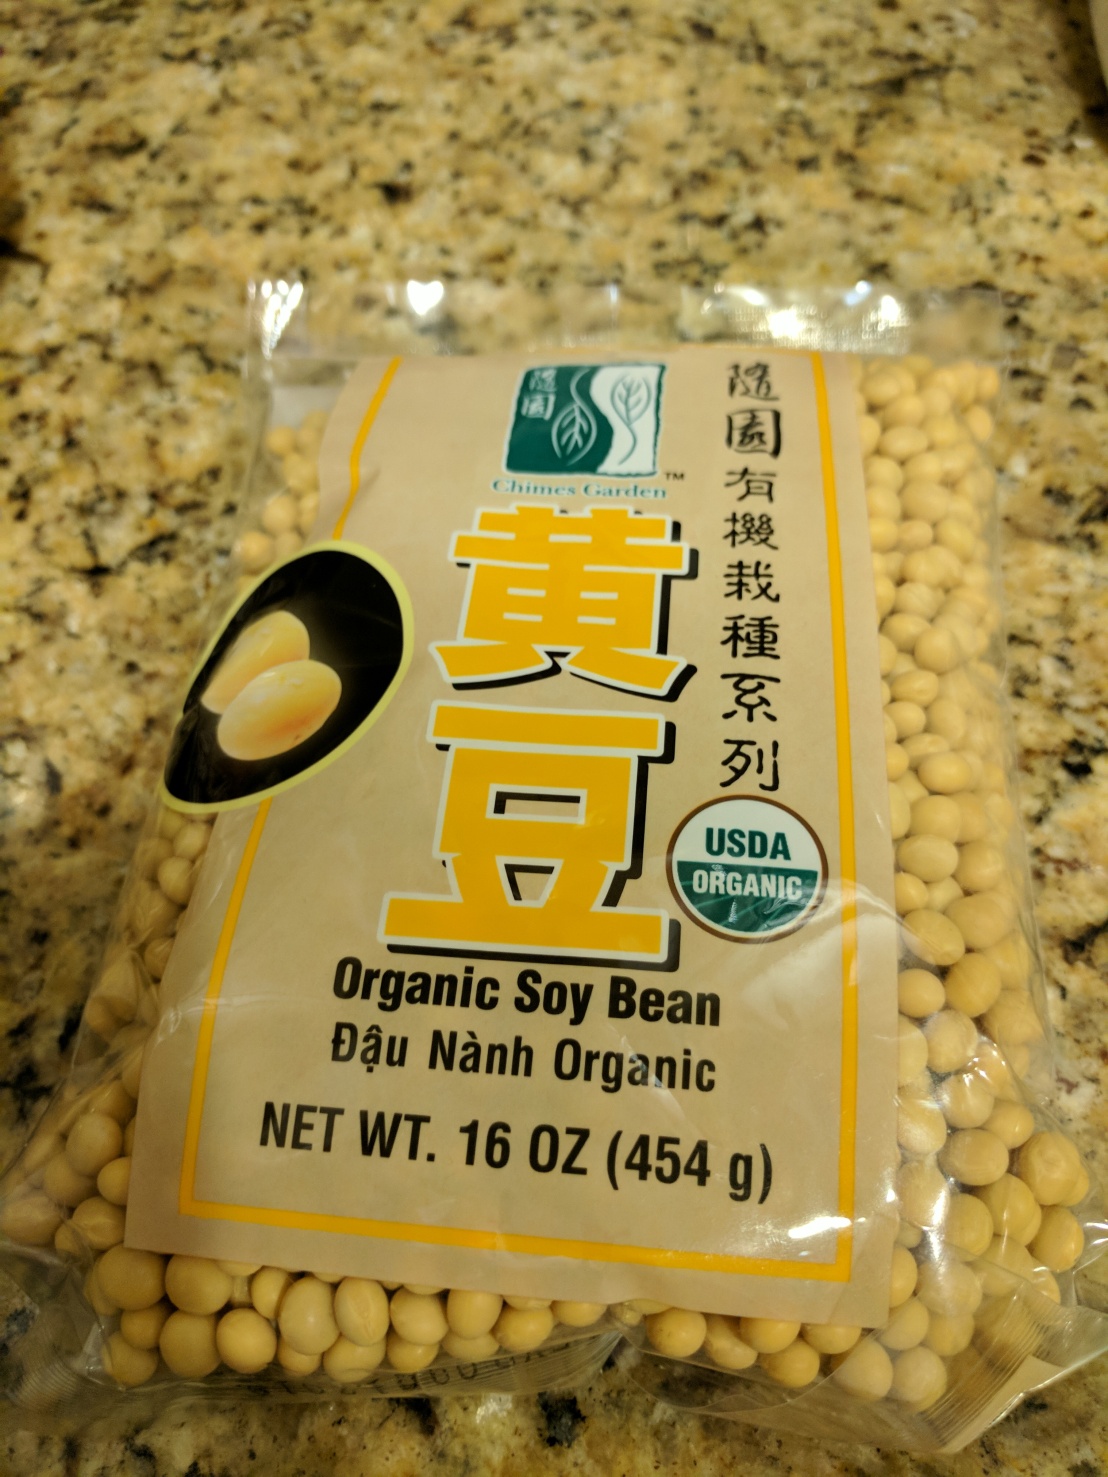 隨園
Chimes Garden™
隨園有機栽種系列
黃豆
USDA
ORGANIC
Organic Soy Bean
Đậu Nành Organic
NET WT. 16 OZ (454 g)